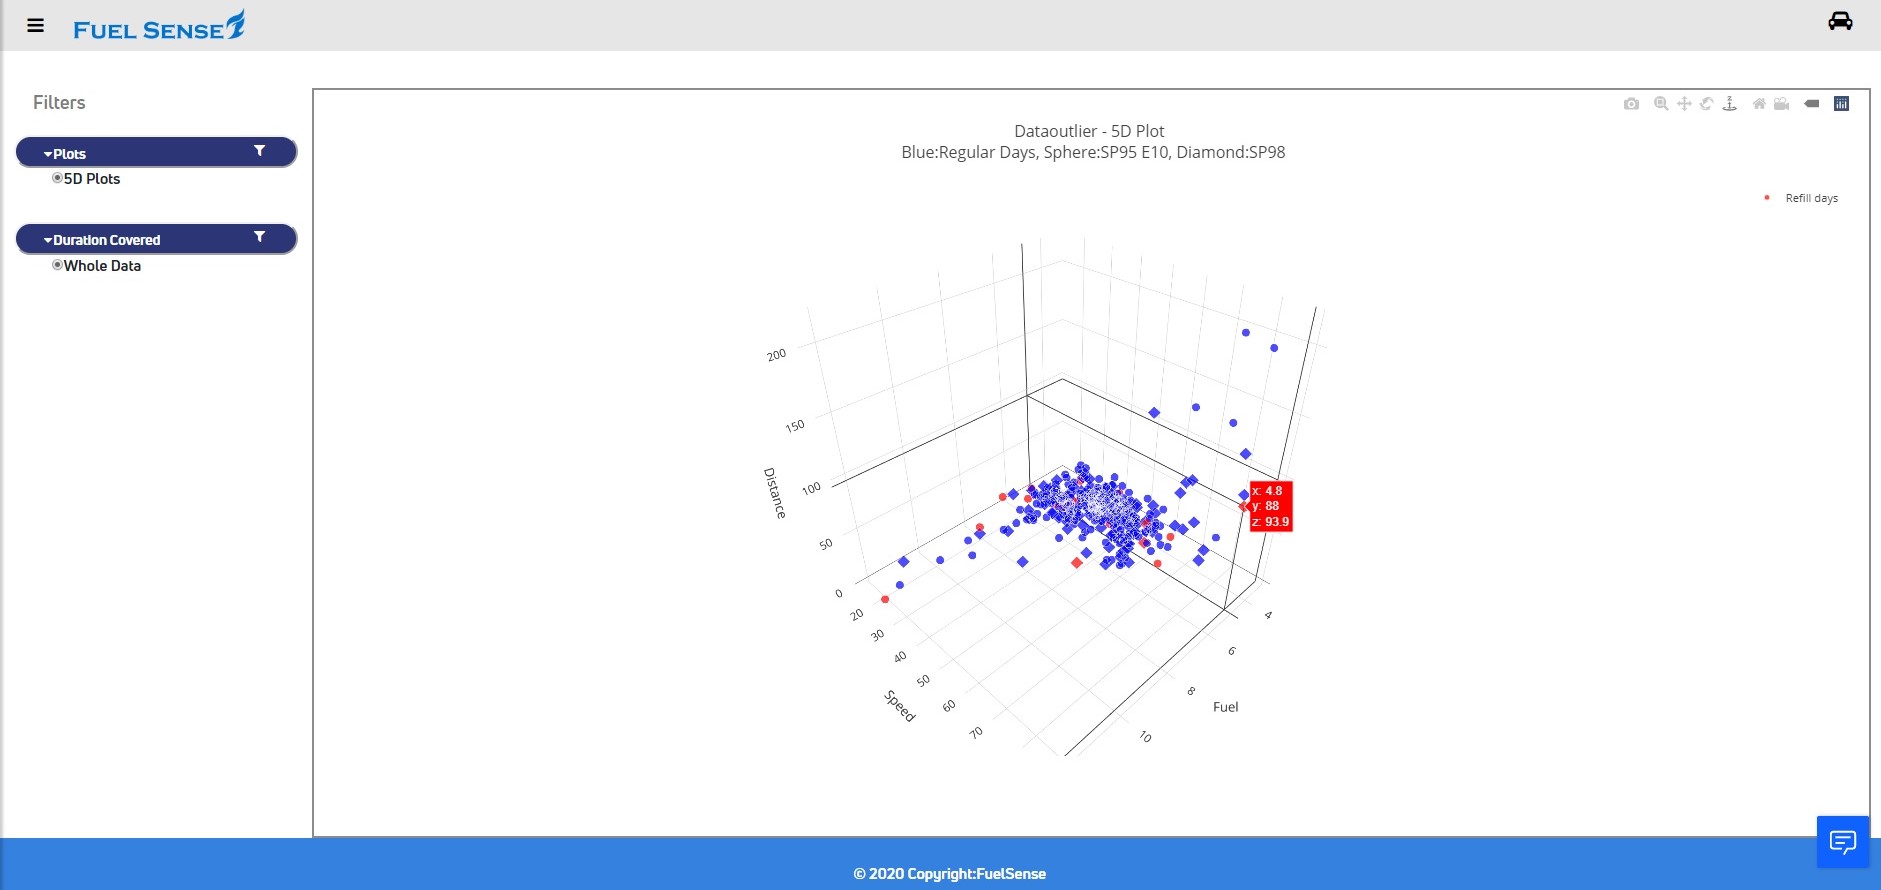 FUEL SENSE
Filters
Plots
5D Plots
Duration Covered
Whole Data
Dataoutlier - 5D Plot
Blue:Regular Days, Sphere:SP95 E10, Diamond:SP98
Refill days
200
150
100
50
0
Distance
20
30
40
50
60
70
Speed
4
6
8
10
Fuel
x: 4.8
y: 88
z: 93.9
© 2020 Copyright:FuelSense